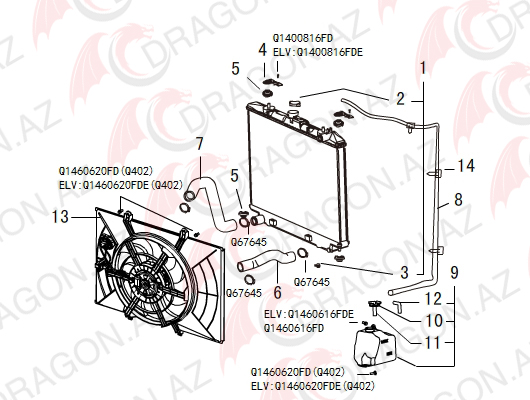 Q1400816FD
ELV:Q1400816FDE
4
5
1
2
7
Q1460620FD(Q402)
ELV:Q1460620FDE(Q402)
14
5
8
13
Q67645
3
9
Q67645
6
Q67645
12
ELV:Q1460616FDE
Q1460616FD
10
11
Q1460620FD(Q402)
ELV:Q1460620FDE(Q402)
DRAGON.AZ
DRAGON.AZ
DRAGON.AZ
DRAGON.AZ